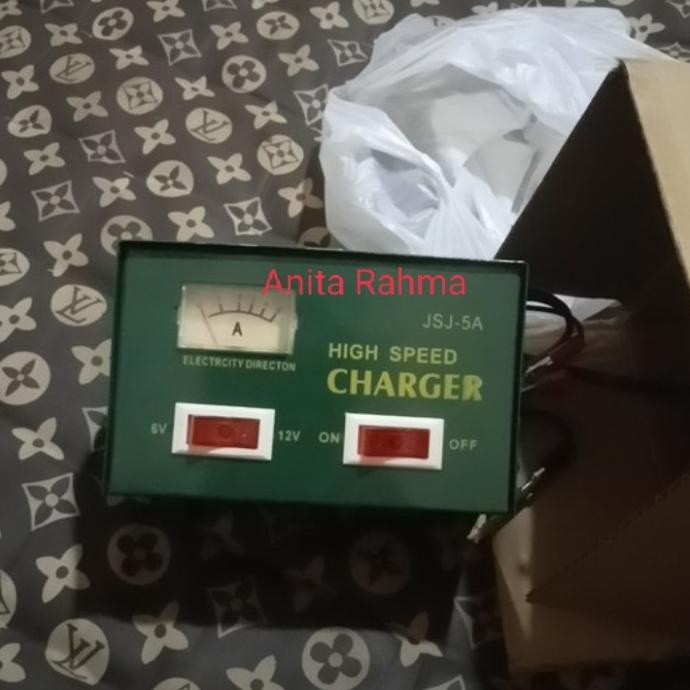 Anita Rahma
JSJ-5A
A
ELECTRCITY DIRECTON
HIGH SPEED
CHARGER
6V 12V ON OFF